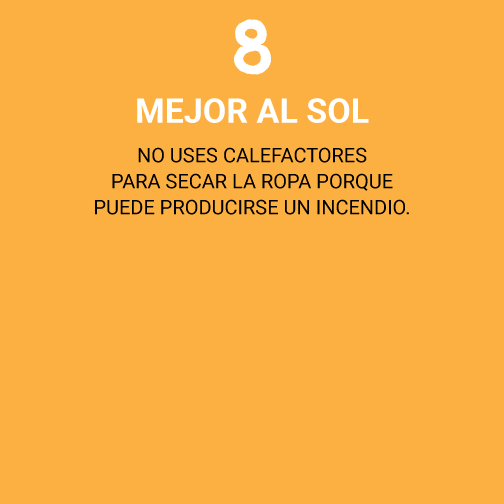 8
MEJOR AL SOL
NO USES CALEFACTORES
PARA SECAR LA ROPA PORQUE
PUEDE PRODUCIRSE UN INCENDIO.